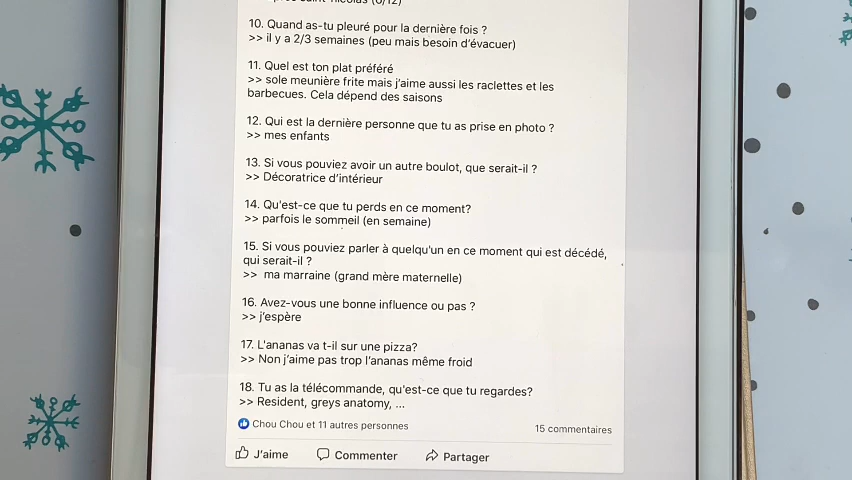 10. Quand as-tu pleuré pour la dernière fois ?
>> il y a 2/3 semaines (peu mais besoin d'évacuer)
11. Quel est ton plat préféré
>> sole meunière frite mais j'aime aussi les raclettes et les
barbecues. Cela dépend des saisons
12. Qui est la dernière personne que tu as prise en photo ?
>> mes enfants
13. Si vous pouviez avoir un autre boulot, que serait-il ?
>> Décoratrice d'intérieur
14. Qu'est-ce que tu perds en ce moment?
>> parfois le sommeil (en semaine)
15. Si vous pouviez parler à quelqu'un en ce moment qui est décédé,
qui serait-il ?
>>  ma marraine (grand mère maternelle)
16. Avez-vous une bonne influence ou pas ?
>> j'espère
17. L'ananas va t-il sur une pizza?
>> Non j'aime pas trop l'ananas même froid
18. Tu as la télécommande, qu'est-ce que tu regardes?
>> Resident, greys anatomy, ...
Chou Chou et 11 autres personnes
15 commentaires
J'aime
Commenter
Partager